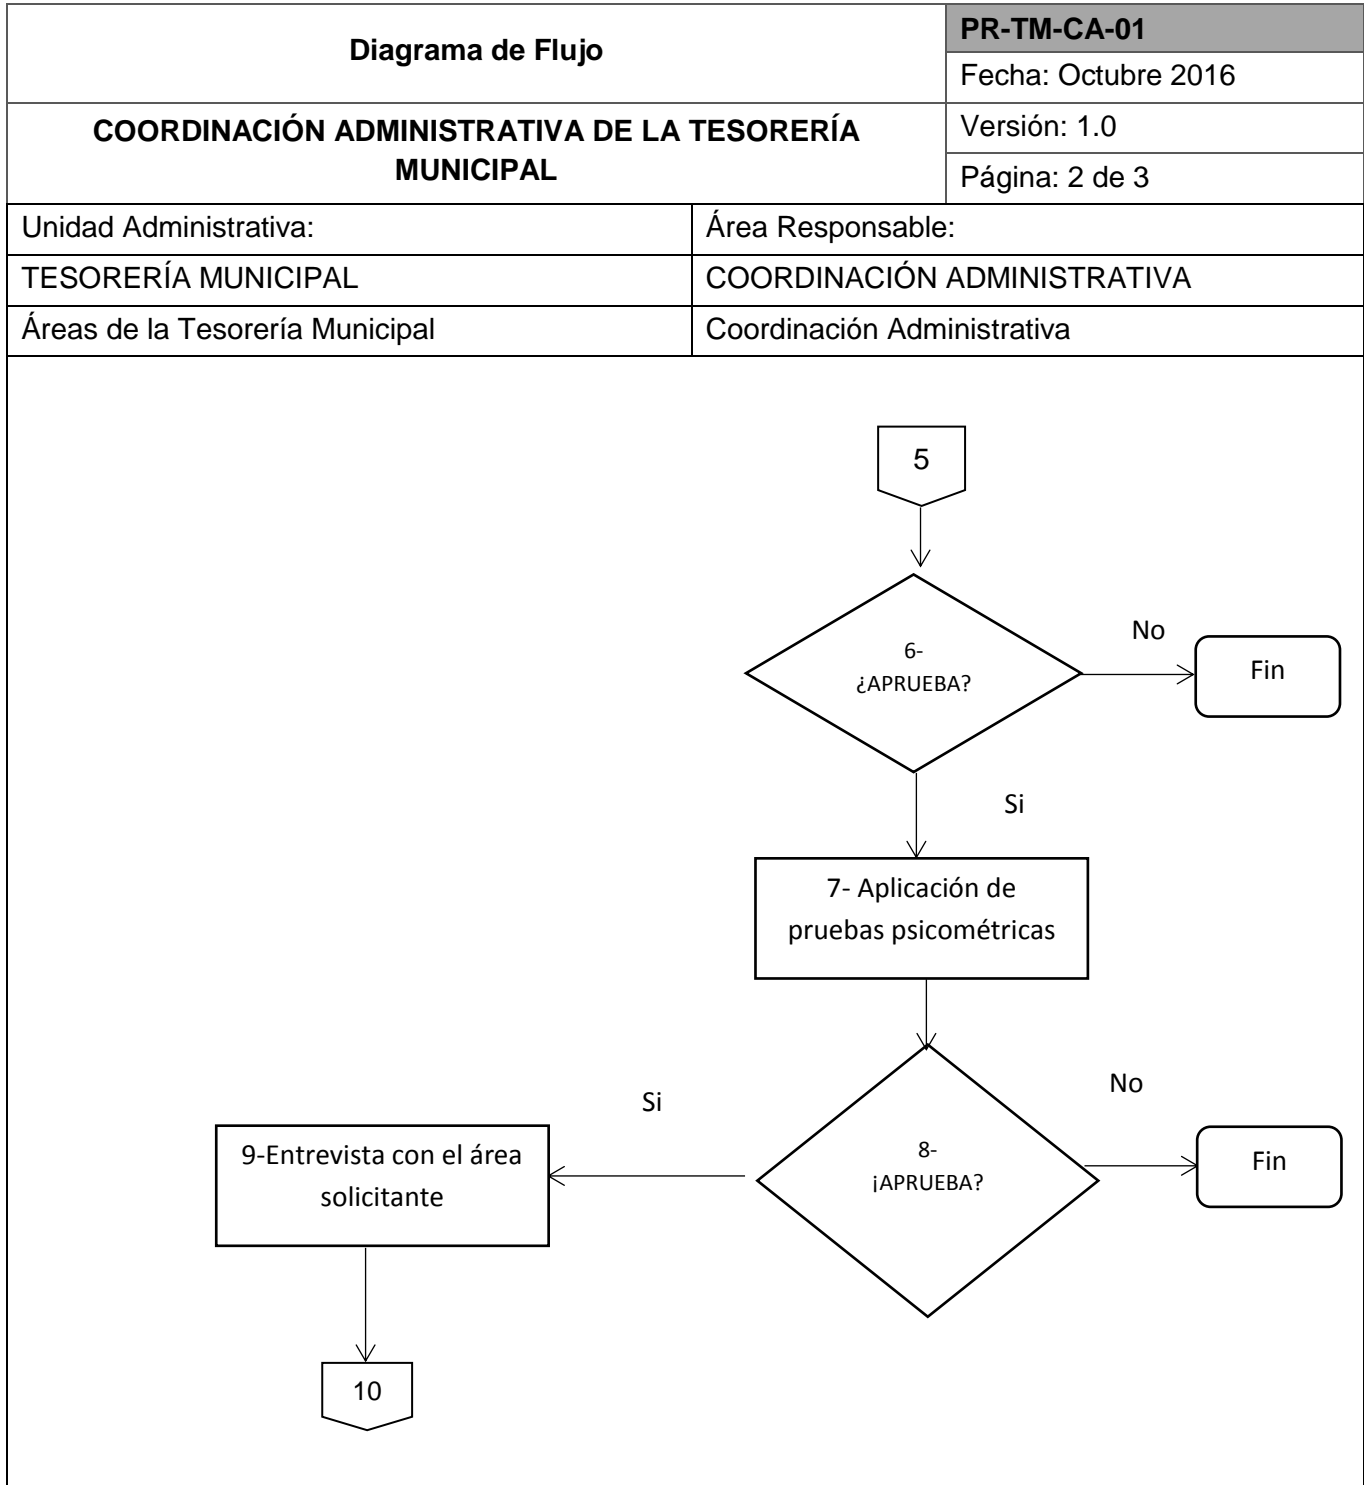 Diagrama de Flujo
PR-TM-CA-01
Fecha: Octubre 2016
COORDINACIÓN ADMINISTRATIVA DE LA TESORERÍA
MUNICIPAL
Versión: 1.0
Página: 2 de 3
Unidad Administrativa:
Área Responsable:
TESORERÍA MUNICIPAL
COORDINACIÓN ADMINISTRATIVA
Áreas de la Tesorería Municipal
Coordinación Administrativa
5
6-
¿APRUEBA?
No
Fin
Si
7- Aplicación de
pruebas psicométricas
8-
¡APRUEBA?
No
Fin
Si
9-Entrevista con el área
solicitante
10